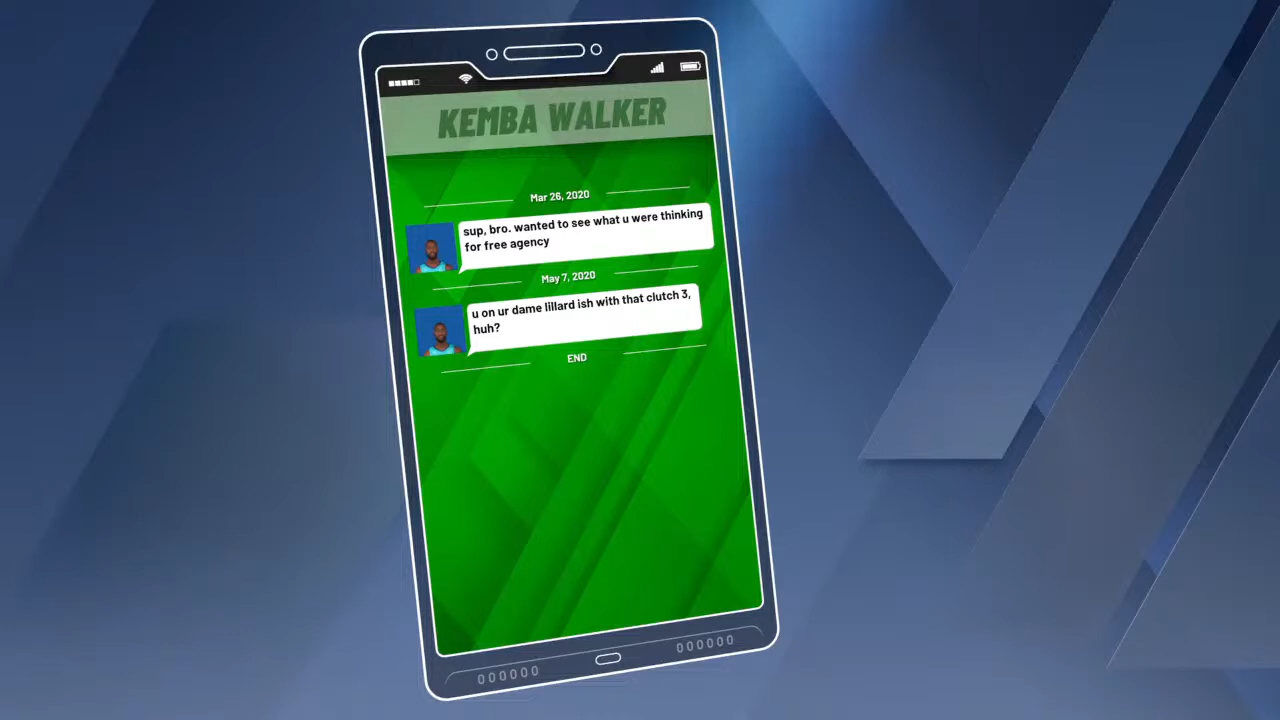 KEMBA WALKER
Mar 26, 2020
sup, bro. wanted to see what u were thinking
for free agency
May 7, 2020
u on ur dame lillard ish with that clutch 3,
huh?
END